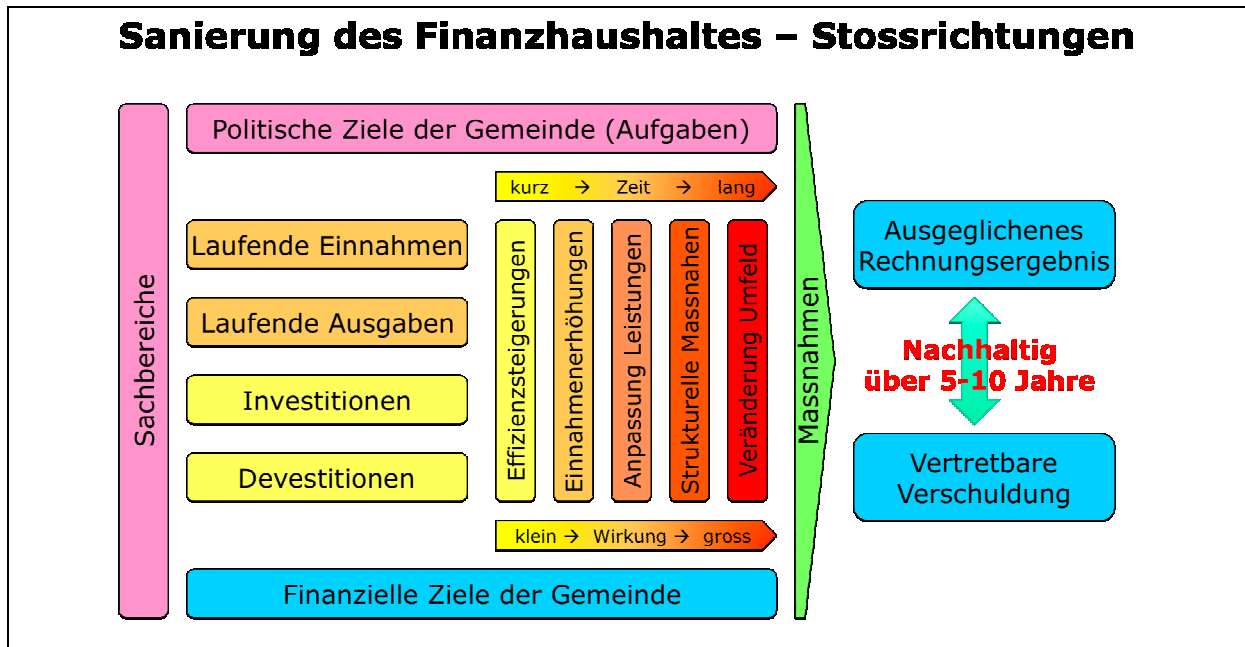 Sanierung des Finanzhaushaltes – Stossrichtungen
Sachbereiche
Politische Ziele der Gemeinde (Aufgaben)
kurz → Zeit → lang
Laufende Einnahmen
Laufende Ausgaben
Investitionen
Devestitionen
Effizienzsteigerungen
Einnahmenerhöhungen
Anpassung Leistungen
Strukturelle Massnahen
Veränderung Umfeld
klein → Wirkung → gross
Finanzielle Ziele der Gemeinde
Massnahmen
Ausgeglichenes
Rechnungsergebnis
Nachhaltig
über 5-10 Jahre
Vertretbare
Verschuldung